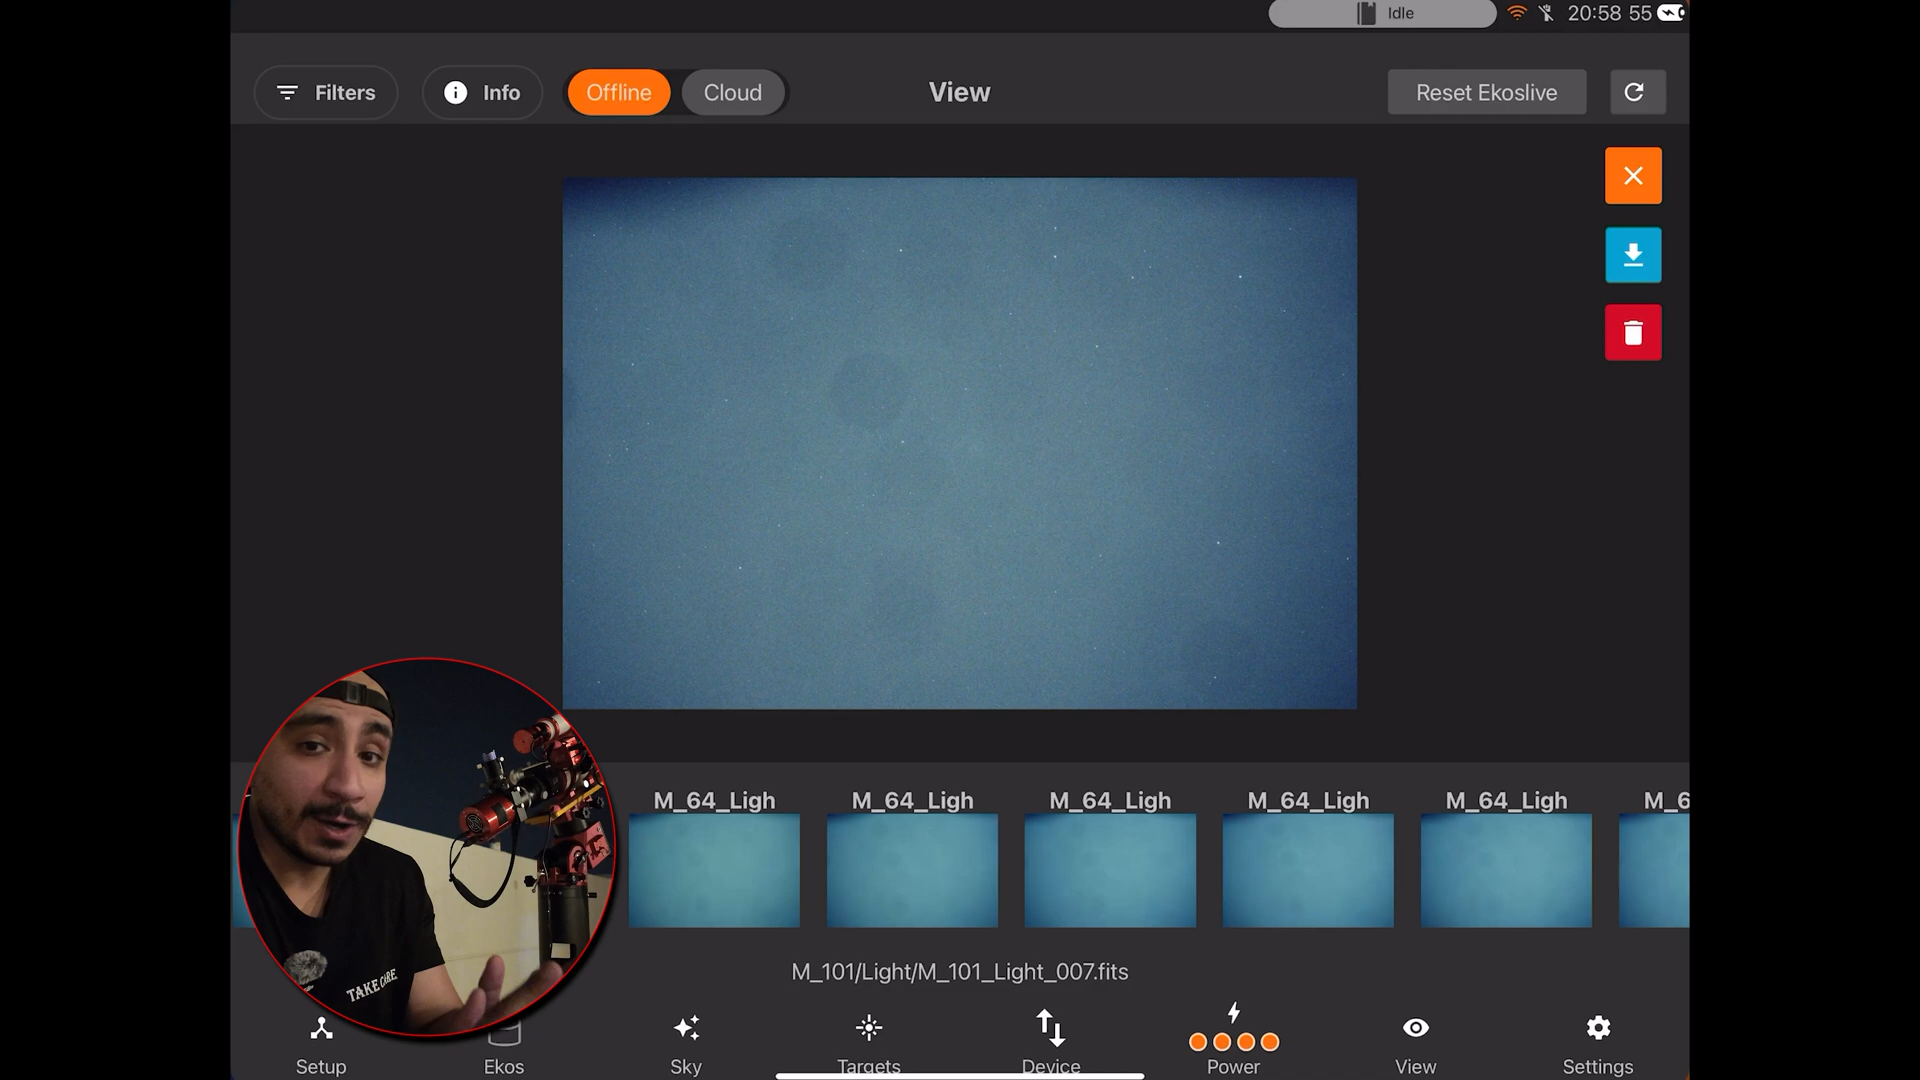 Idle
20:58 55
Filters
Info
Offline
Cloud
View
Reset Ekoslive
M_64_Ligh
M_64_Ligh
M_64_Ligh
M_64_Ligh
M_64_Ligh
M_6
TAKE CARE
M_101/Light/M_101_Light_007.fits
Setup
Ekos
Sky
Targets
Device
Power
View
Settings